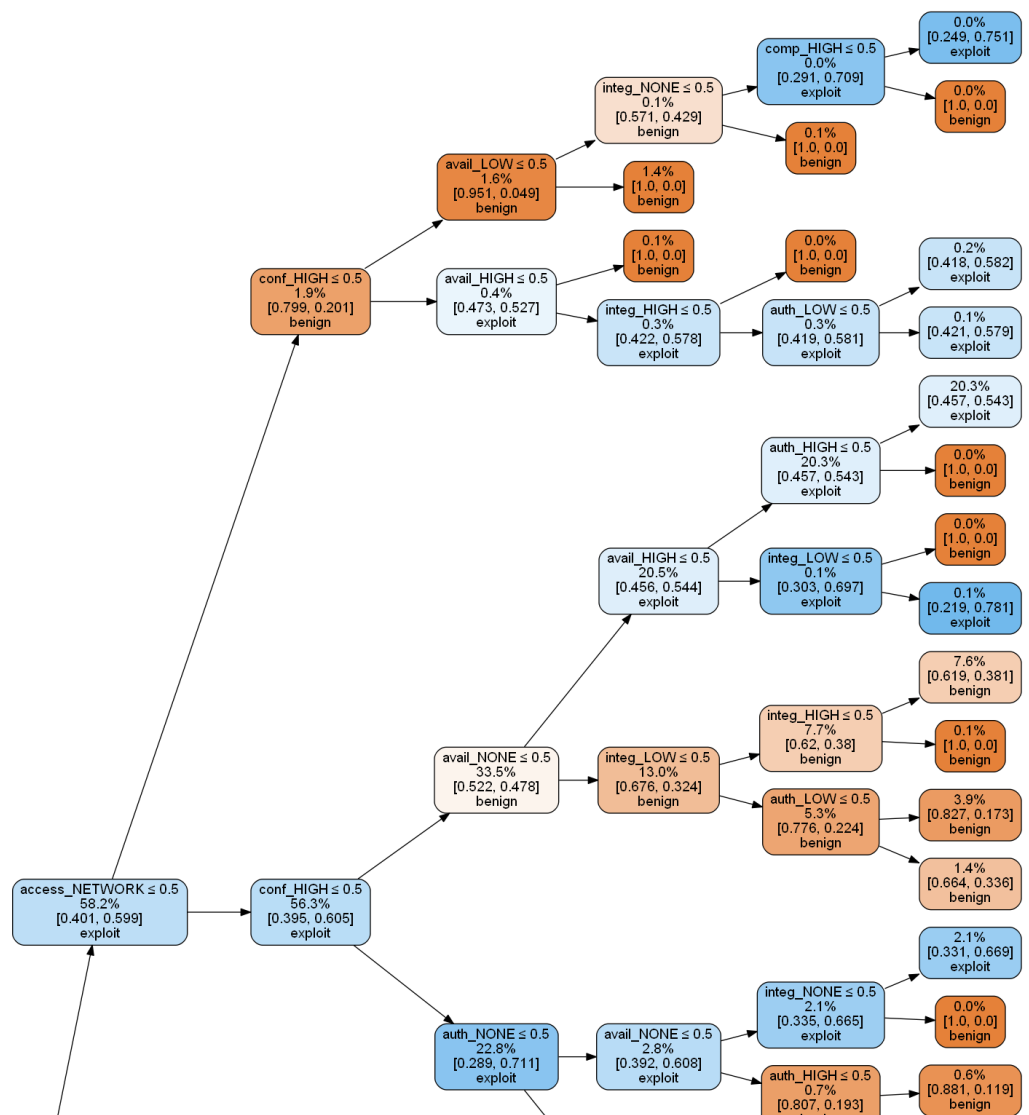 0.0%
[0.249, 0.751]
exploit
comp_HIGH ≤ 0.5
0.0%
[0.291, 0.709]
exploit
0.0%
[1.0, 0.0]
benign
integ_NONE ≤ 0.5
0.1%
[0.571, 0.429]
benign
0.1%
[1.0, 0.0]
benign
avail_LOW ≤ 0.5
1.6%
[0.951, 0.049]
benign
1.4%
[1.0, 0.0]
benign
conf_HIGH ≤ 0.5
1.9%
[0.799, 0.201]
benign
avail_HIGH ≤ 0.5
0.4%
[0.473, 0.527]
exploit
0.1%
[1.0, 0.0]
benign
integ_HIGH ≤ 0.5
0.3%
[0.422, 0.578]
exploit
0.0%
[1.0, 0.0]
benign
auth_LOW ≤ 0.5
0.3%
[0.419, 0.581]
exploit
0.2%
[0.418, 0.582]
exploit
0.1%
[0.421, 0.579]
exploit
20.3%
[0.457, 0.543]
exploit
auth_HIGH ≤ 0.5
20.3%
[0.457, 0.543]
exploit
0.0%
[1.0, 0.0]
benign
avail_HIGH ≤ 0.5
20.5%
[0.456, 0.544]
exploit
integ_LOW ≤ 0.5
0.1%
[0.303, 0.697]
exploit
0.0%
[1.0, 0.0]
benign
0.1%
[0.219, 0.781]
exploit
avail_NONE ≤ 0.5
33.5%
[0.522, 0.478]
benign
integ_LOW ≤ 0.5
13.0%
[0.676, 0.324]
benign
integ_HIGH ≤ 0.5
7.7%
[0.62, 0.38]
benign
7.6%
[0.619, 0.381]
benign
0.1%
[1.0, 0.0]
benign
auth_LOW ≤ 0.5
5.3%
[0.776, 0.224]
benign
3.9%
[0.827, 0.173]
benign
1.4%
[0.664, 0.336]
benign
access_NETWORK ≤ 0.5
58.2%
[0.401, 0.599]
exploit
conf_HIGH ≤ 0.5
56.3%
[0.395, 0.605]
exploit
auth_NONE ≤ 0.5
22.8%
[0.289, 0.711]
exploit
avail_NONE ≤ 0.5
2.8%
[0.392, 0.608]
exploit
integ_NONE ≤ 0.5
2.1%
[0.335, 0.665]
exploit
2.1%
[0.331, 0.669]
exploit
0.0%
[1.0, 0.0]
benign
auth_HIGH ≤ 0.5
0.7%
[0.807, 0.193]
0.6%
[0.881, 0.119]
benign